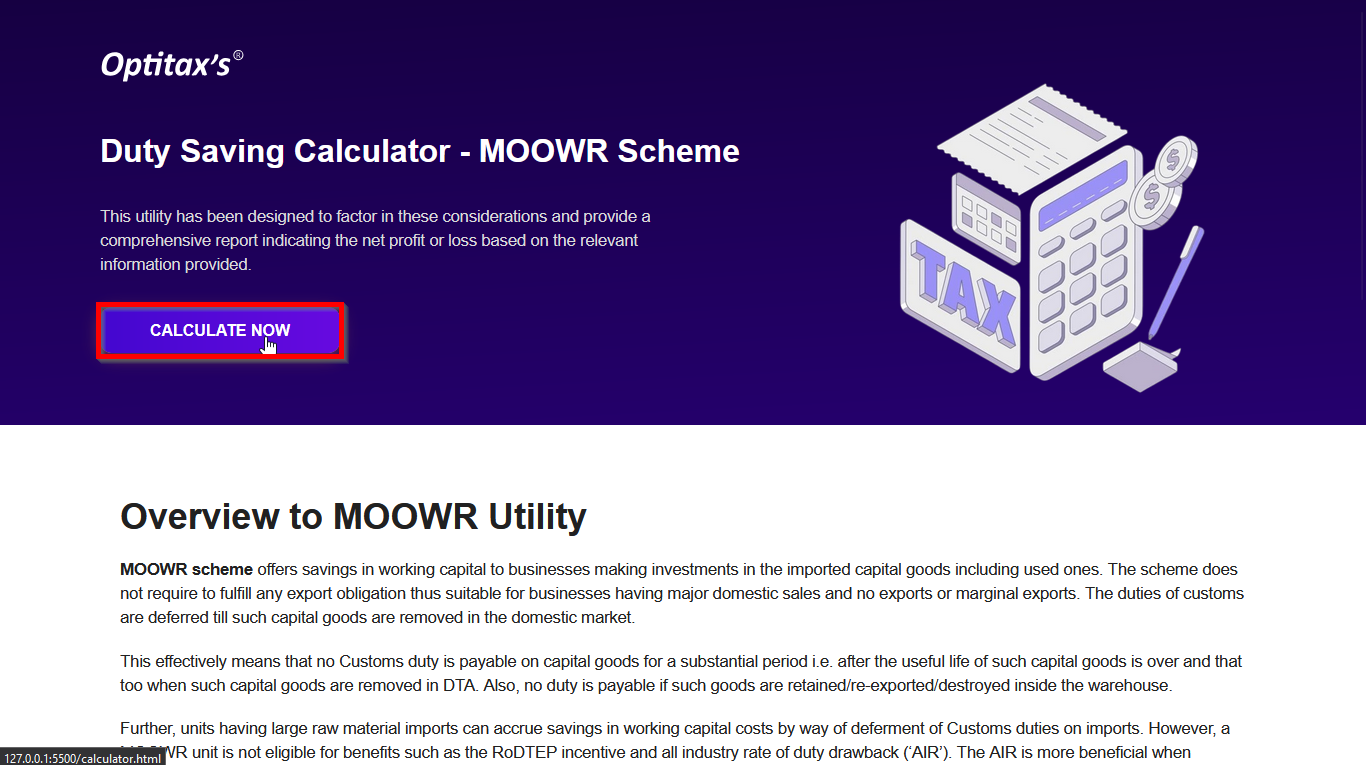 Optitax's®
Duty Saving Calculator - MOOWR Scheme
This utility has been designed to factor in these considerations and provide a
comprehensive report indicating the net profit or loss based on the relevant
information provided.
CALCULATE NOW
$
$
TAX
Overview to MOOWR Utility
MOOWR scheme offers savings in working capital to businesses making investments in the imported capital goods including used ones. The scheme does
not require to fulfill any export obligation thus suitable for businesses having major domestic sales and no exports or marginal exports. The duties of customs
are deferred till such capital goods are removed in the domestic market.
This effectively means that no Customs duty is payable on capital goods for a substantial period i.e. after the useful life of such capital goods is over and that
too when such capital goods are removed in DTA. Also, no duty is payable if such goods are retained/re-exported/destroyed inside the warehouse.
Further, units having large raw material imports can accrue savings in working capital costs by way of deferment of Customs duties on imports. However, a
unit is not eligible for benefits such as the RoDTEP incentive and all industry rate of duty drawback (‘AIR’). The AIR is more beneficial when
127.0.0.1:5500/calculator.html